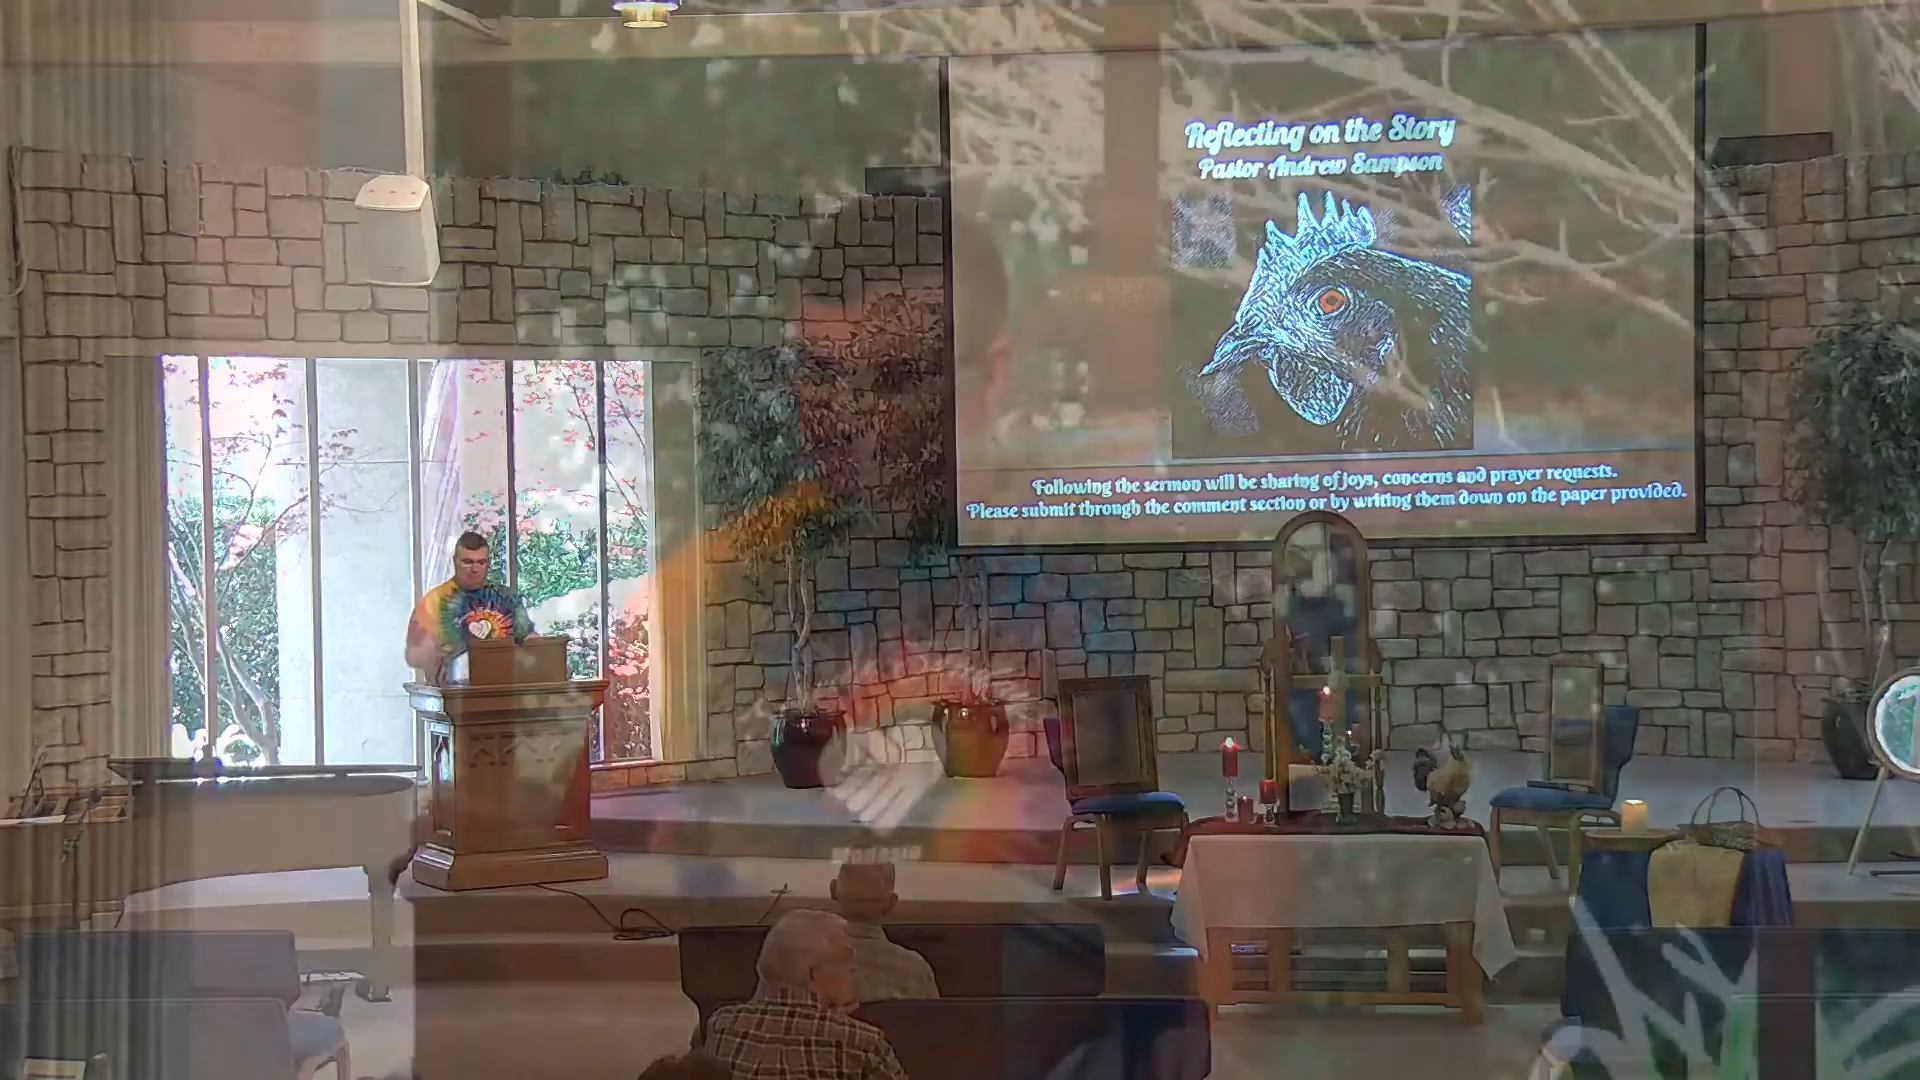 Reflecting on the Story
Pastor Andrew Sampson
Following the sermon will be sharing of joys, concerns and prayer requests.
Please submit through the comment section or by writing them down on the paper provided.